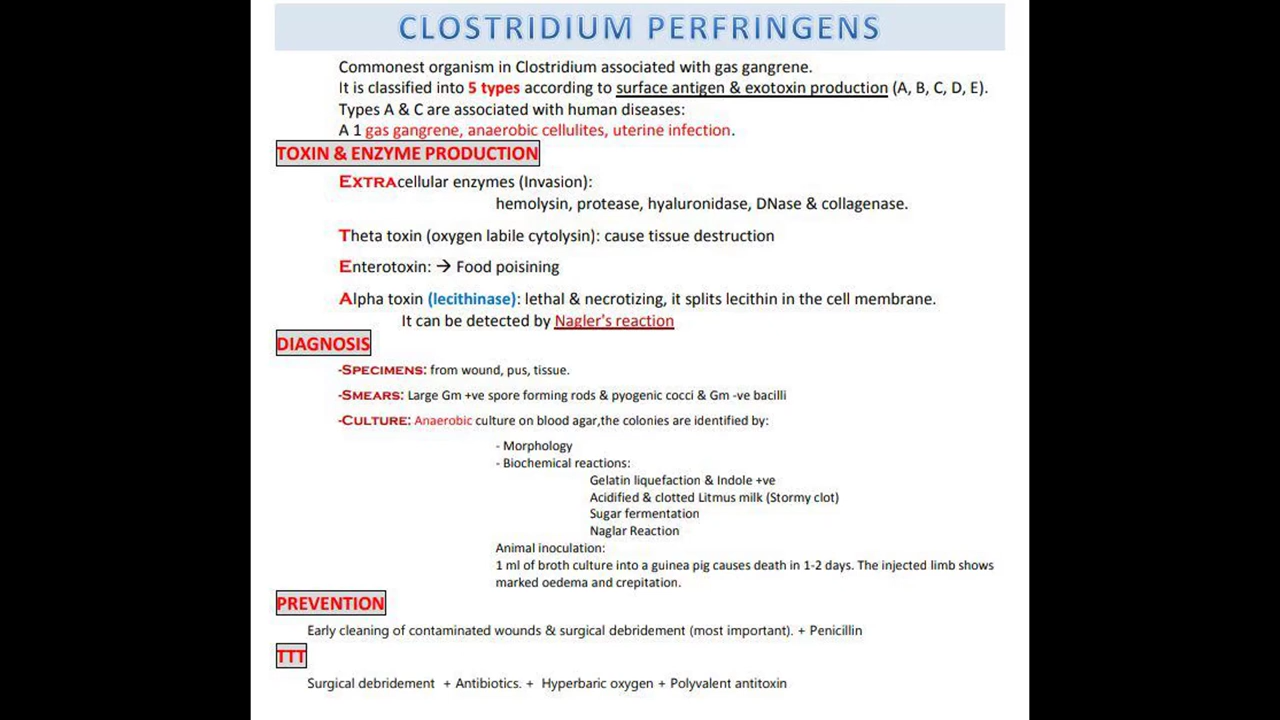 CLOSTRIDIUM PERFRINGENS
Commonest organism in Clostridium associated with gas gangrene.
It is classified into 5 types according to surface antigen & exotoxin production (A, B, C, D, E).
Types A & C are associated with human diseases:
A 1 gas gangrene, anaerobic cellulites, uterine infection.
TOXIN & ENZYME PRODUCTION
EXTRAcellular enzymes (Invasion):
hemolysin, protease, hyaluronidase, DNase & collagenase.
Theta toxin (oxygen labile cytolysin): cause tissue destruction
Enterotoxin: → Food poisining
Alpha toxin (lecithinase): lethal & necrotizing, it splits lecithin in the cell membrane.
It can be detected by Nagler's reaction
DIAGNOSIS
-SPECIMENS: from wound, pus, tissue.
-SMEARS: Large Gm +ve spore forming rods & pyogenic cocci & Gm -ve bacilli
-CULTURE: Anaerobic culture on blood agar,the colonies are identified by:
- Morphology
- Biochemical reactions:
Gelatin liquefaction & Indole +ve
Acidified & clotted Litmus milk (Stormy clot)
Sugar fermentation
Naglar Reaction
Animal inoculation:
1 ml of broth culture into a guinea pig causes death in 1-2 days. The injected limb shows
marked oedema and crepitation.
PREVENTION
Early cleaning of contaminated wounds & surgical debridement (most important). + Penicillin
TTT
Surgical debridement + Antibiotics. + Hyperbaric oxygen + Polyvalent antitoxin